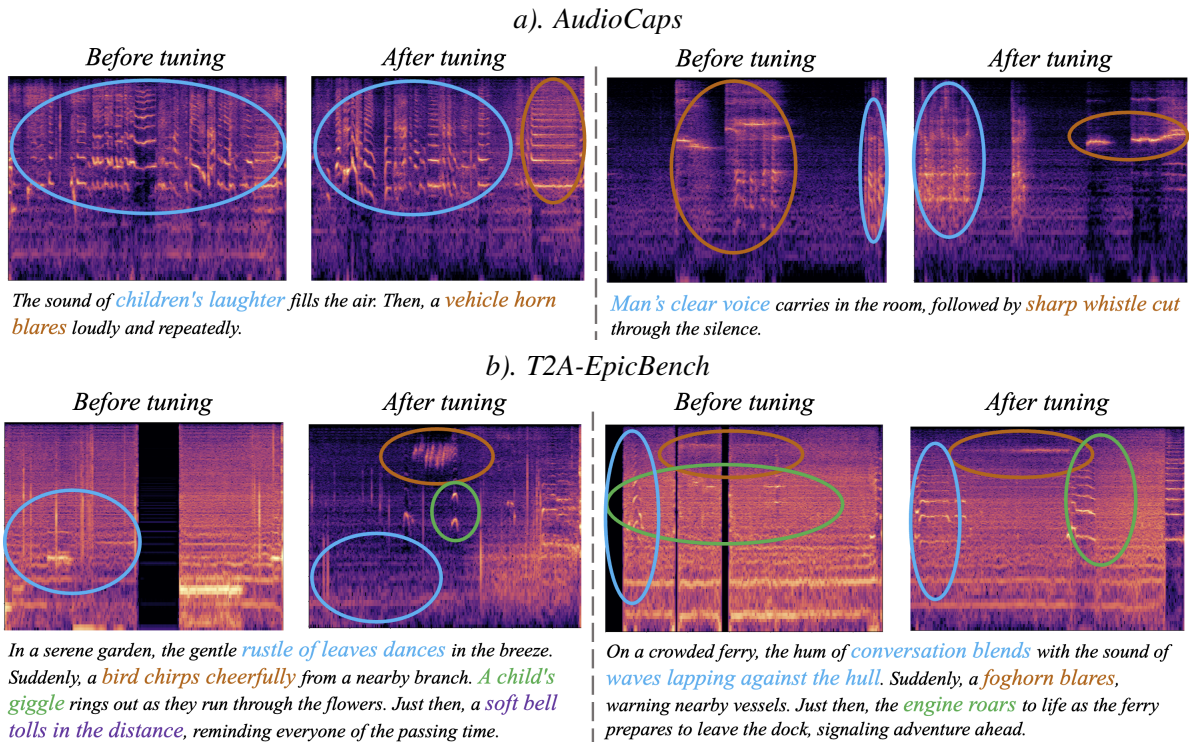 a). AudioCaps
Before tuning
After tuning
Before tuning
After tuning
The sound of children's laughter fills the air. Then, a vehicle horn
blares loudly and repeatedly.
Man's clear voice carries in the room, followed by sharp whistle cut
through the silence.
b). T2A-EpicBench
Before tuning
After tuning
Before tuning
After tuning
In a serene garden, the gentle rustle of leaves dances in the breeze.
Suddenly, a bird chirps cheerfully from a nearby branch. A child's
giggle rings out as they run through the flowers. Just then, a soft bell
tolls in the distance, reminding everyone of the passing time.
On a crowded ferry, the hum of conversation blends with the sound of
waves lapping against the hull. Suddenly, a foghorn blares,
warning nearby vessels. Just then, the engine roars to life as the ferry
prepares to leave the dock, signaling adventure ahead.